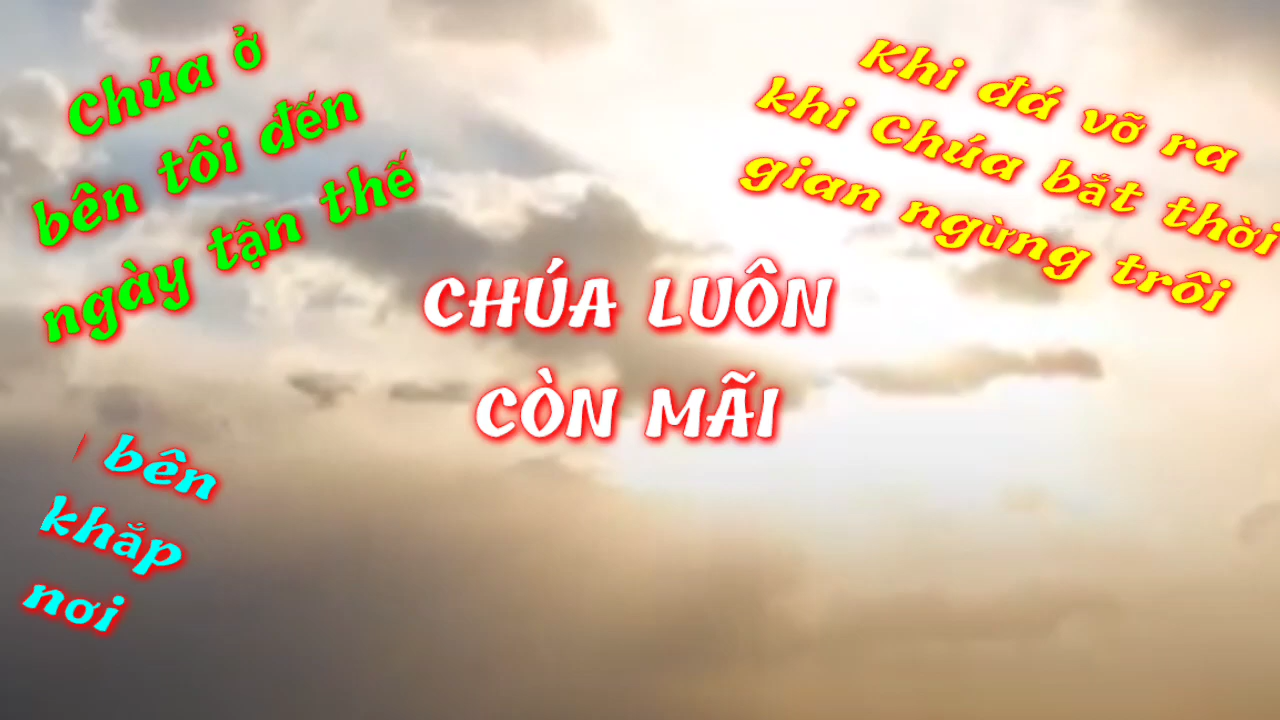 Chúa ở
bên tôi đến
ngày tận thế
Khi đá vỡ ra
khi Chúa bắt thời
gian ngừng trôi
CHÚA LUÔN
CÒN MÃI
bên
khắp
nơi